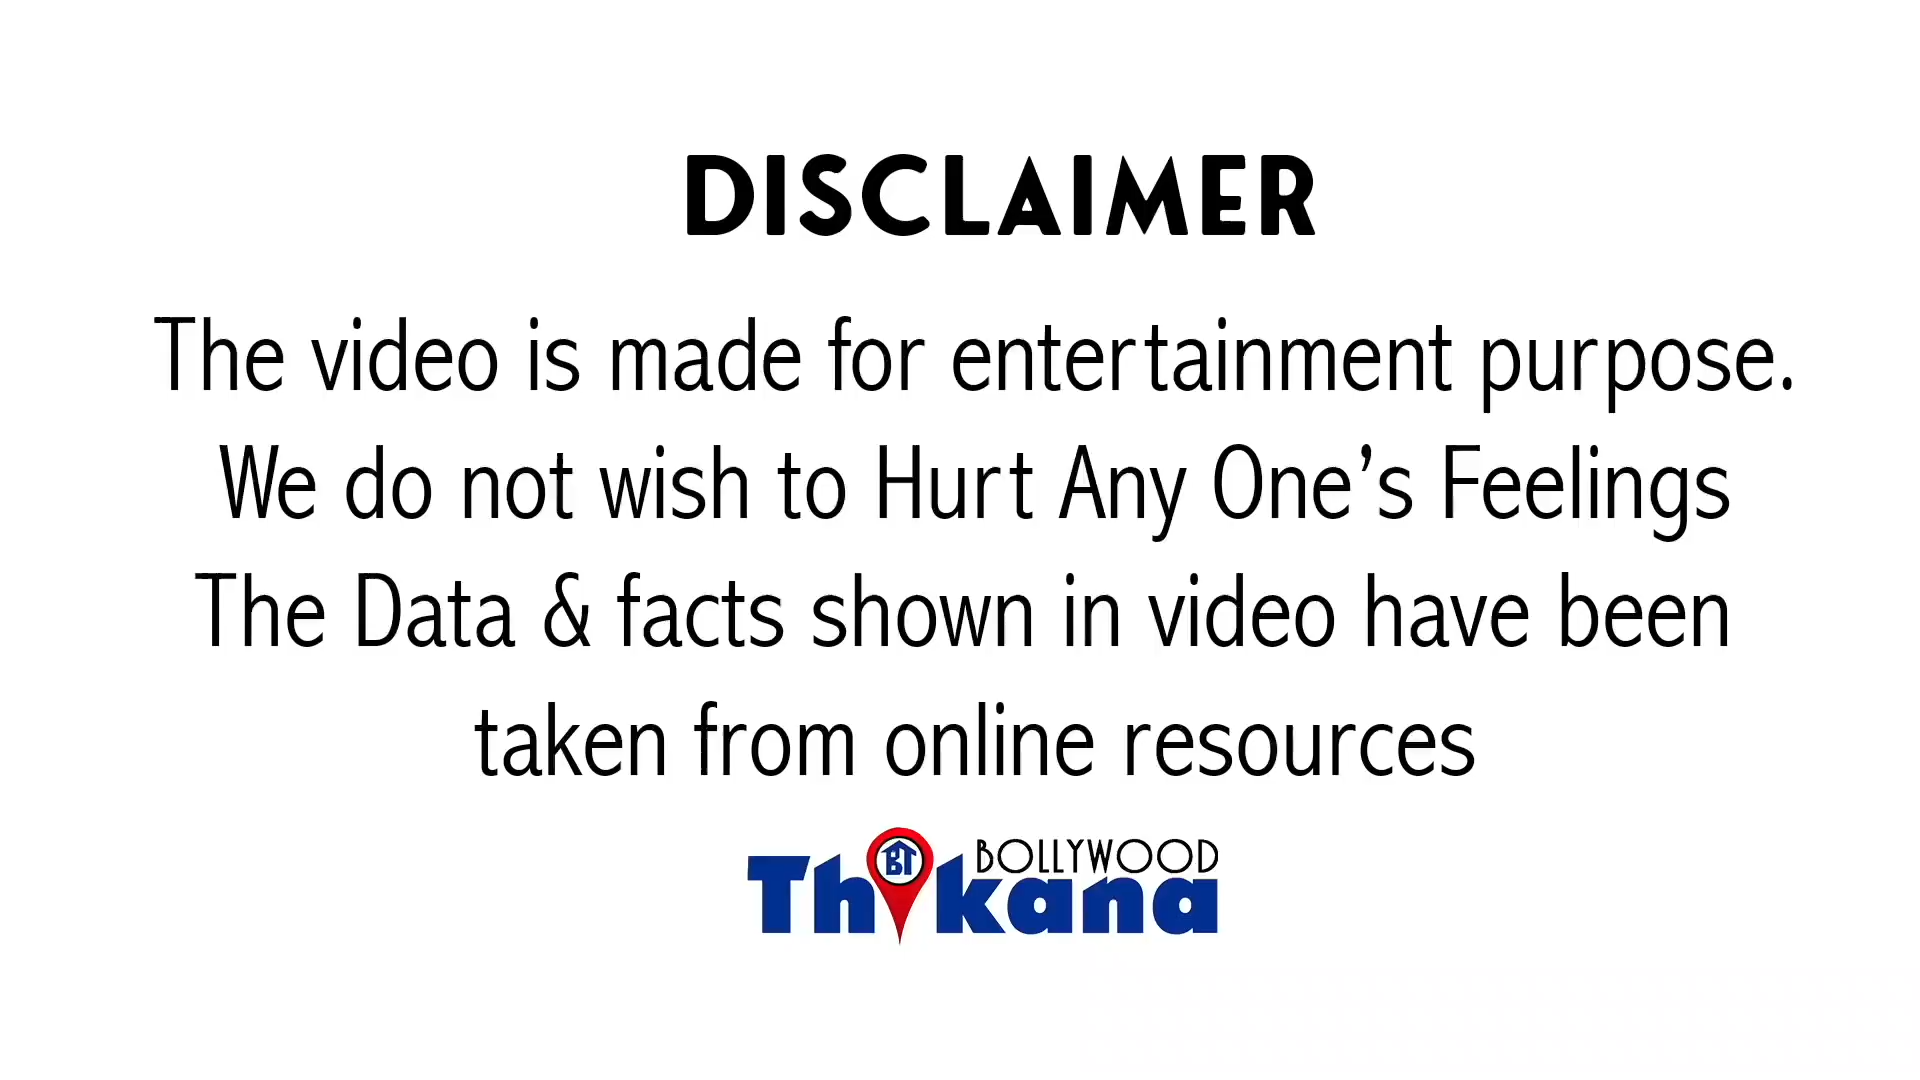 DISCLAIMER
The video is made for entertainment purpose.
We do not wish to Hurt Any One’s Feelings
The Data & facts shown in video have been
taken from online resources
BT
BOLLYWOOD
Thikana